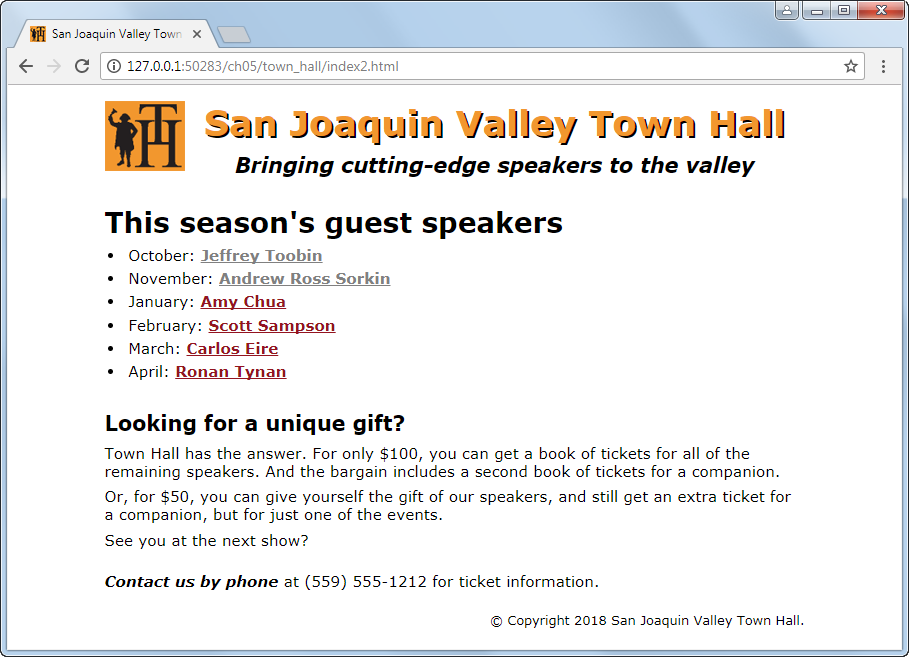 San Joaquin Valley Town
127.0.0.1:50283/ch05/town_hall/index2.html
TH
San Joaquin Valley Town Hall
Bringing cutting-edge speakers to the valley
This season's guest speakers
• October: Jeffrey Toobin
• November: Andrew Ross Sorkin
• January: Amy Chua
• February: Scott Sampson
• March: Carlos Eire
• April: Ronan Tynan
Looking for a unique gift?
Town Hall has the answer. For only $100, you can get a book of tickets for all of the
remaining speakers. And the bargain includes a second book of tickets for a companion.
Or, for $50, you can give yourself the gift of our speakers, and still get an extra ticket for
a companion, but for just one of the events.
See you at the next show?
Contact us by phone at (559) 555-1212 for ticket information.
© Copyright 2018 San Joaquin Valley Town Hall.